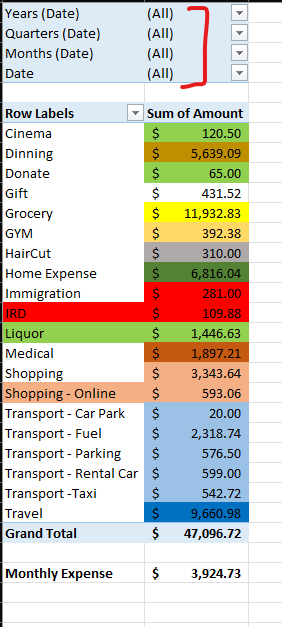 Years (Date) (All)
Quarters (Date) (All)
Months (Date) (All)
Date (All)
Row Labels Sum of Amount
Cinema $ 120.50
Dinning $ 5,639.09
Donate $ 65.00
Gift $ 431.52
Grocery $ 11,932.83
GYM $ 392.38
HairCut $ 310.00
Home Expense $ 6,816.04
Immigration $ 281.00
IRD $ 109.88
Liquor $ 1,446.63
Medical $ 1,897.21
Shopping $ 3,343.64
Shopping - Online $ 593.06
Transport - Car Park $ 20.00
Transport - Fuel $ 2,318.74
Transport - Parking $ 576.50
Transport - Rental Car $ 599.00
Transport -Taxi $ 542.72
Travel $ 9,660.98
Grand Total $ 47,096.72
Monthly Expense $ 3,924.73